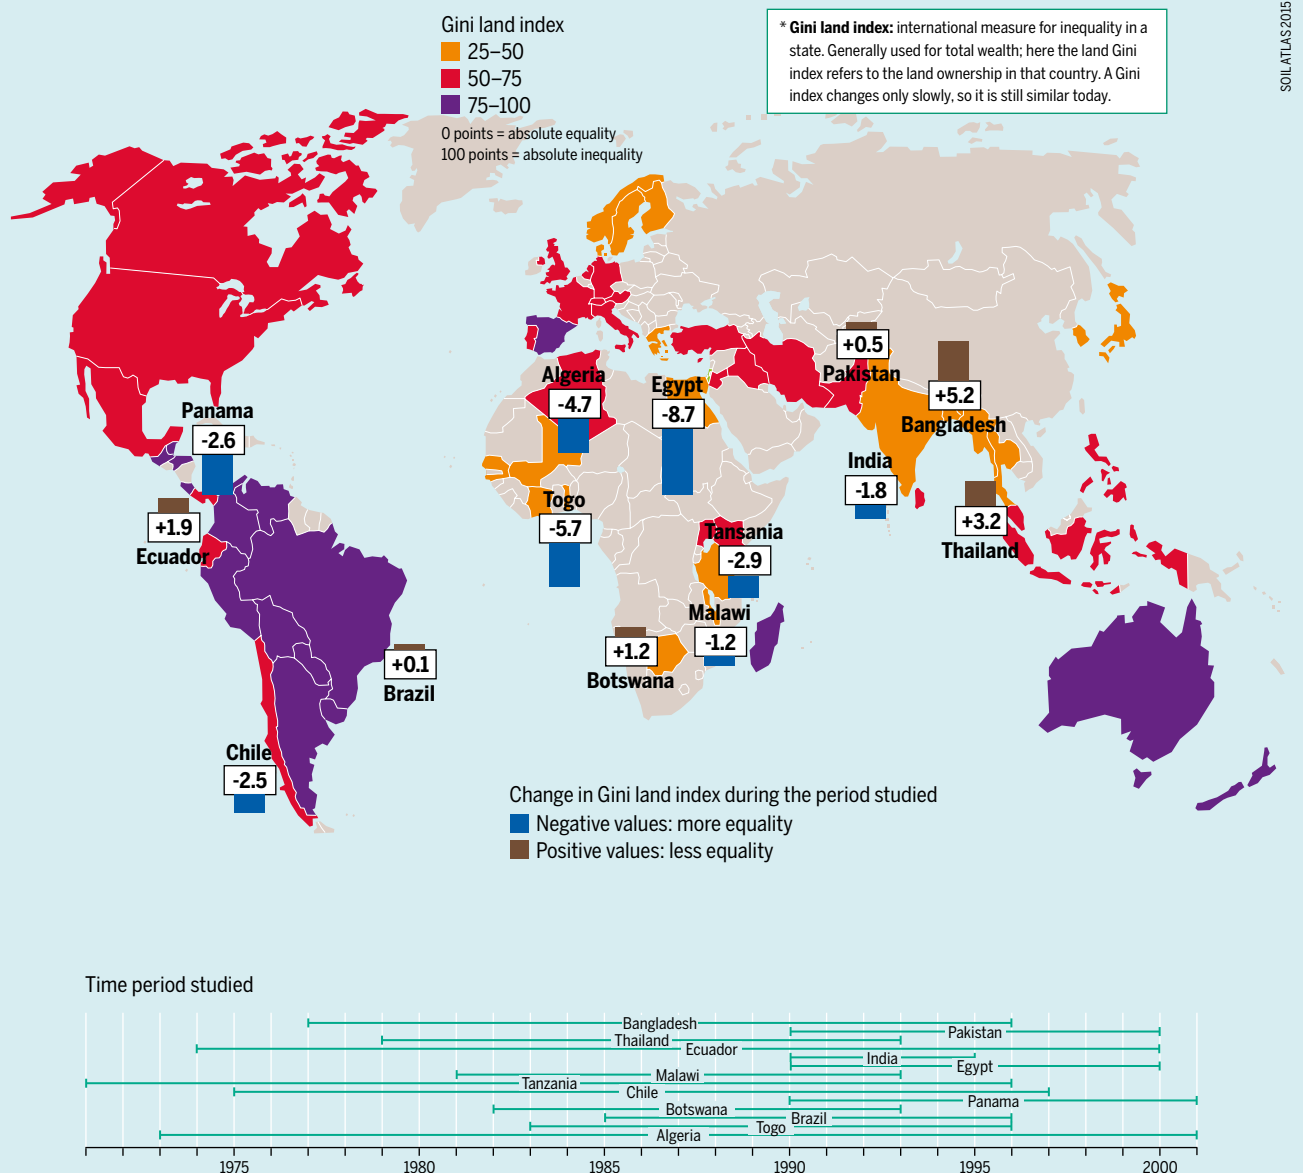 Gini land index
25–50
50–75
75–100
0 points = absolute equality
100 points = absolute inequality
* Gini land index: international measure for inequality in a
state. Generally used for total wealth; here the land Gini
index refers to the land ownership in that country. A Gini
index changes only slowly, so it is still similar today.
SOIL ATLAS 2015
Panama
-2.6
+1.9
Ecuador
+0.1
Brazil
Chile
-2.5
Algeria
-4.7
Egypt
-8.7
Togo
-5.7
Tansania
-2.9
Malawi
-1.2
+1.2
Botswana
+0.5
Pakistan
+5.2
Bangladesh
India
-1.8
+3.2
Thailand
Change in Gini land index during the period studied
Negative values: more equality
Positive values: less equality
Time period studied
Bangladesh
Pakistan
Thailand
Ecuador
India
Egypt
Malawi
Tanzania
Chile
Panama
Botswana
Brazil
Togo
Algeria
1975 1980 1985 1990 1995 2000